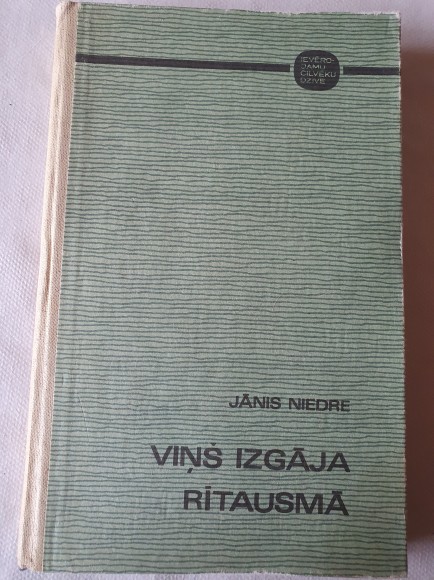 IEVĒRO-
JAMU
CILVĒKU
DZĪVE
JĀNIS NIEDRE
VIŅŠ IZGĀJA
RĪTAUSMĀ